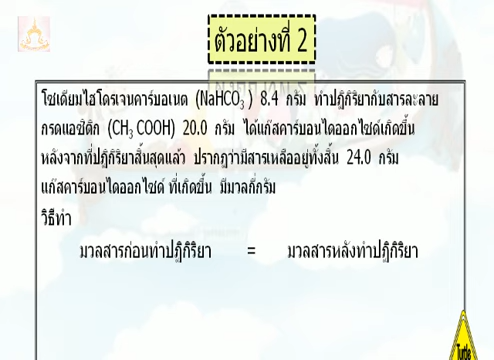 ตัวอย่างที่ 2
โซเดียมไฮโดรเจนคาร์บอเนต (NaHCO₃ ) 8.4 กรัม ทำปฏิกิริยากับสารละลาย
กรดแอซิติก (CH₃ COOH) 20.0 กรัม ได้แก๊สคาร์บอนไดออกไซด์เกิดขึ้น
หลังจากที่ปฏิกิริยาสิ้นสุดแล้ว ปรากฏว่ามีสารเหลืออยู่ทั้งสิ้น 24.0 กรัม
แก๊สคาร์บอนไดออกไซด์ ที่เกิดขึ้น มีมวลกี่กรัม
วิธีทำ
มวลสารก่อนทำปฏิกิริยา = มวลสารหลังทำปฏิกิริยา
Turtle